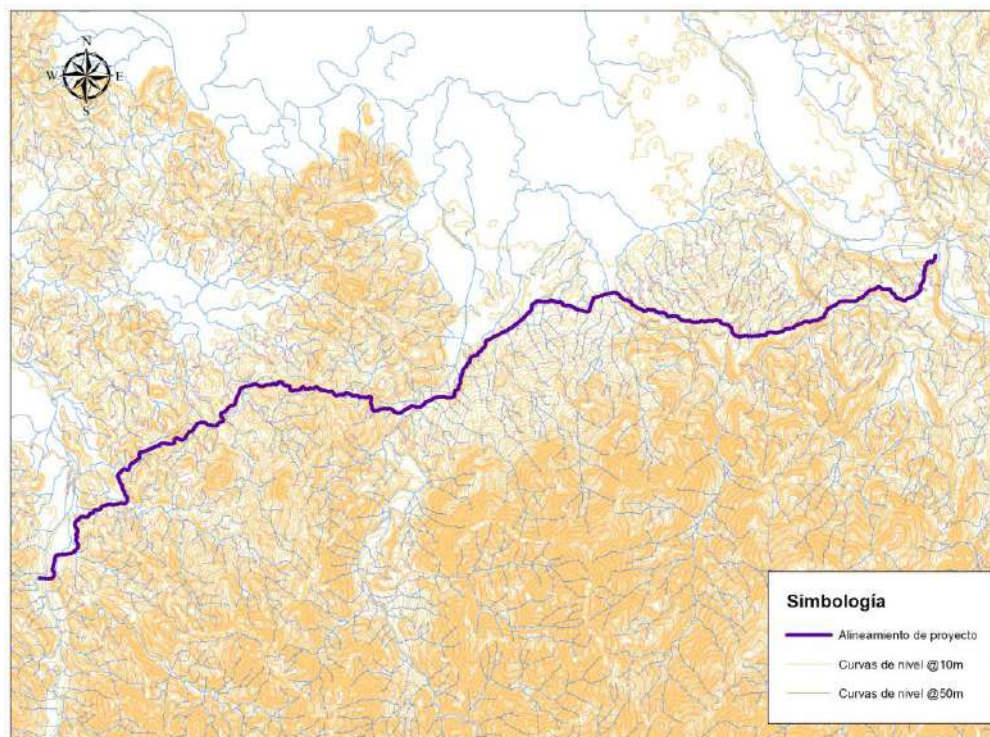 N
W E
S
Simbología
Alineamiento de proyecto
Curvas de nivel @10m
Curvas de nivel @50m